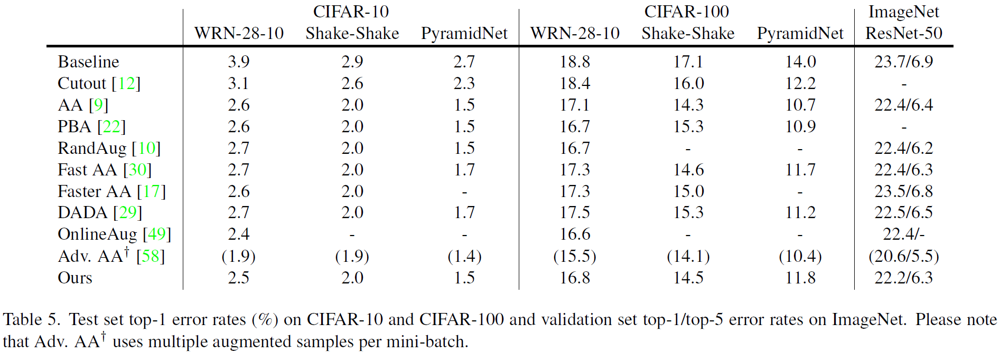 CIFAR-10 CIFAR-100 ImageNet
WRN-28-10 Shake-Shake PyramidNet WRN-28-10 Shake-Shake PyramidNet ResNet-50
Baseline 3.9 2.9 2.7 18.8 17.1 14.0 23.7/6.9
Cutout [12] 3.1 2.6 2.3 18.4 16.0 12.2 -
AA [9] 2.6 2.0 1.5 17.1 14.3 10.7 22.4/6.4
PBA [22] 2.6 2.0 1.5 16.7 15.3 10.9 -
RandAug [10] 2.7 2.0 1.5 16.7 - - 22.4/6.2
Fast AA [30] 2.7 2.0 1.7 17.3 14.6 11.7 22.4/6.3
Faster AA [17] 2.6 2.0 - 17.3 15.0 - 23.5/6.8
DADA [29] 2.7 2.0 1.7 17.5 15.3 11.2 22.5/6.5
OnlineAug [49] 2.4 - - 16.6 - - 22.4/-
Adv. AA† [58] (1.9) (1.9) (1.4) (15.5) (14.1) (10.4) (20.6/5.5)
Ours 2.5 2.0 1.5 16.8 14.5 11.8 22.2/6.3
Table 5. Test set top-1 error rates (%) on CIFAR-10 and CIFAR-100 and validation set top-1/top-5 error rates on ImageNet. Please note
that Adv. AA† uses multiple augmented samples per mini-batch.